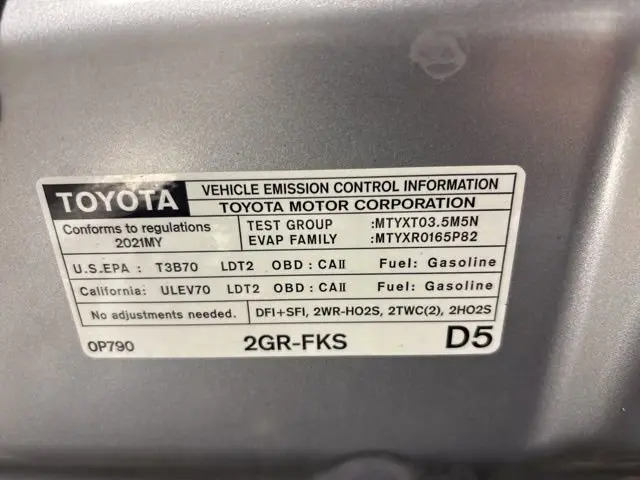 TOYOTA
VEHICLE EMISSION CONTROL INFORMATION
TOYOTA MOTOR CORPORATION
Conforms to regulations
2021MY
TEST GROUP :MTYXT03.5M5N
EVAP FAMILY :MTYXR0165P82
U.S.EPA : T3B70 LDT2 OBD : CAII Fuel: Gasoline
California: ULEV70 LDT2 OBD : CAII Fuel: Gasoline
No adjustments needed. DFI+SFI, 2WR-HO2S, 2TWC(2), 2HO2S
0P790 2GR-FKS D5